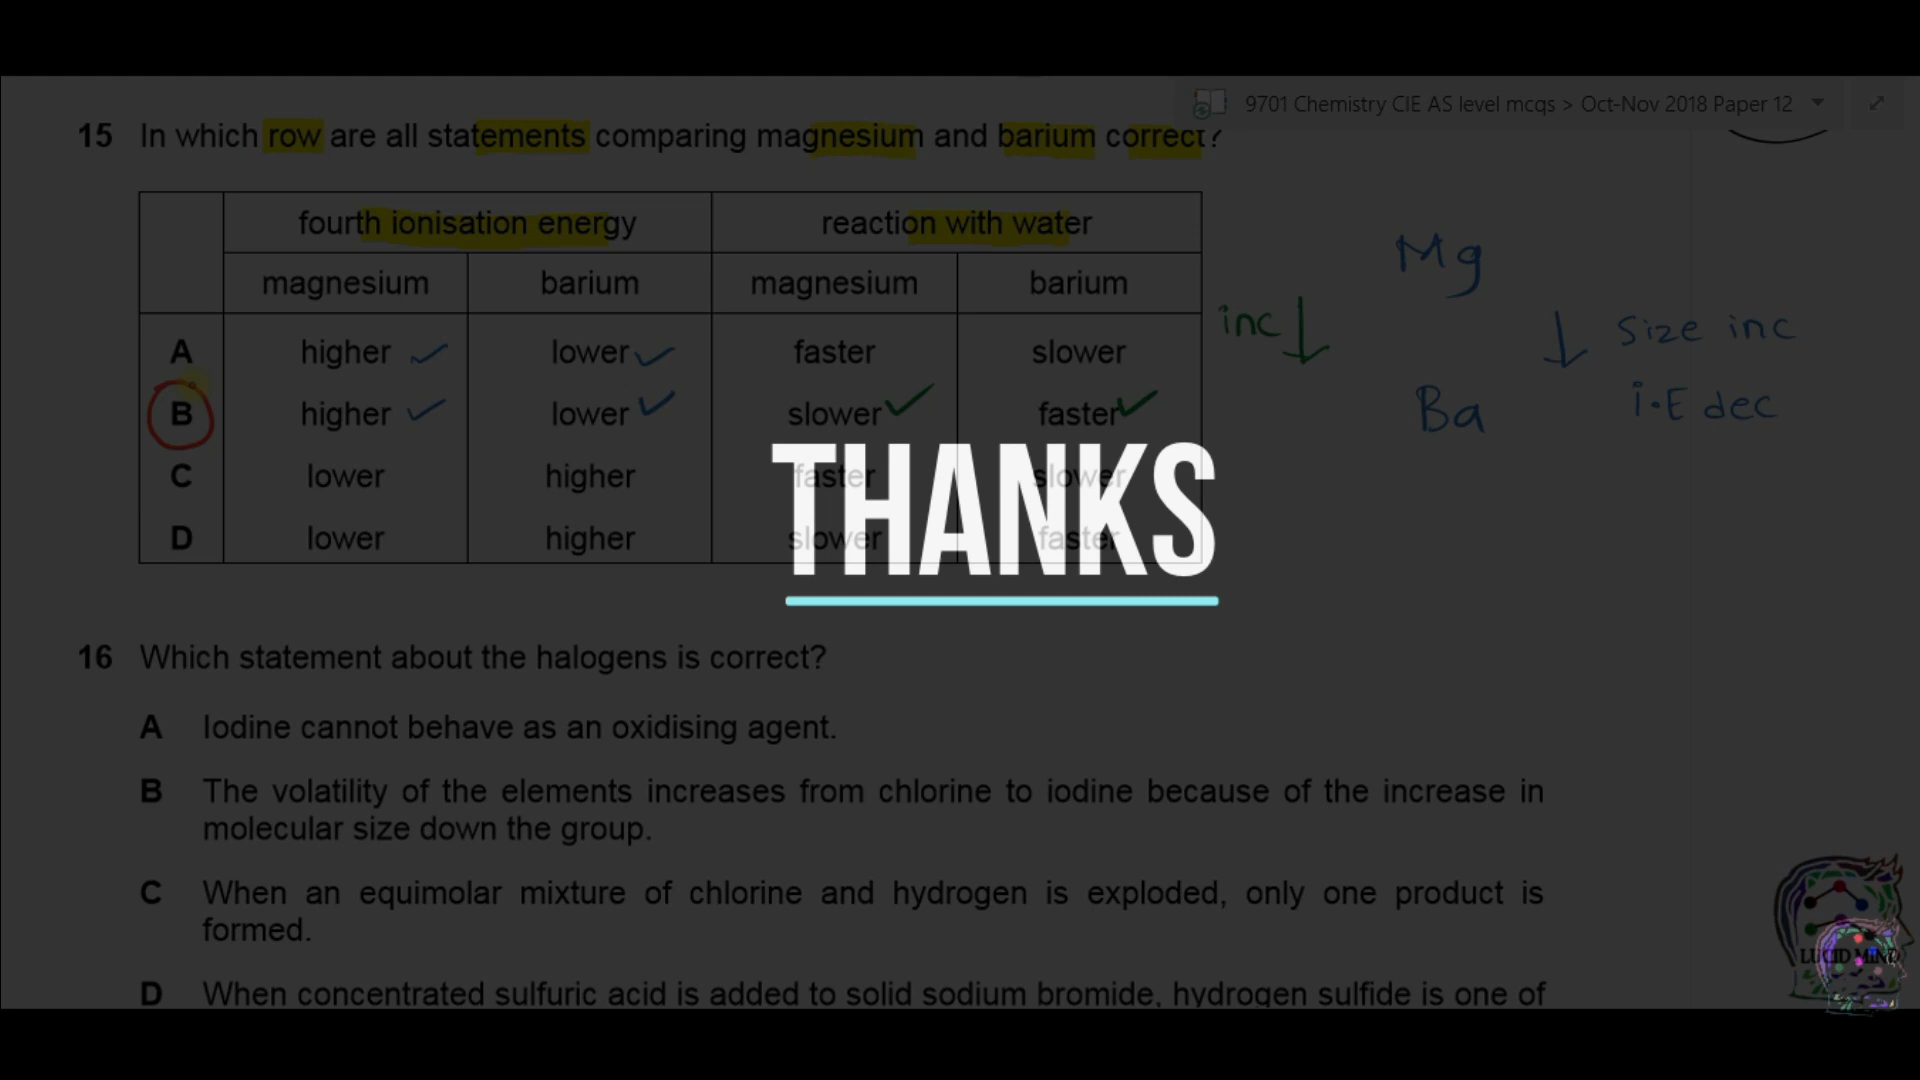 9701 Chemistry CIE AS level mcqs > Oct-Nov 2018 Paper 12
15 In which row are all statements comparing magnesium and barium correct?
fourth ionisation energy reaction with water
magnesium barium magnesium barium
A higher lower faster slower
B higher lower slower faster
C lower higher faster slower
D lower higher slower faster
Mg
inc
Size inc
Ba
i.E dec
THANKS
16 Which statement about the halogens is correct?
A Iodine cannot behave as an oxidising agent.
B The volatility of the elements increases from chlorine to iodine because of the increase in
molecular size down the group.
C When an equimolar mixture of chlorine and hydrogen is exploded, only one product is
formed.
D When concentrated sulfuric acid is added to solid sodium bromide, hydrogen sulfide is one of
LUCID MIND